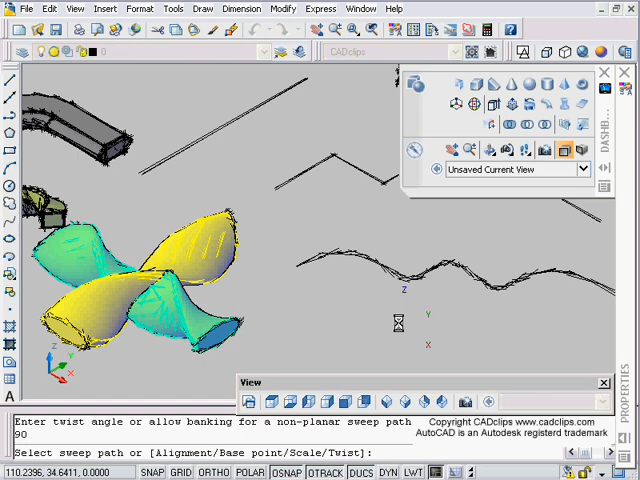 File Edit View Insert Format Tools Draw Dimension Modify Express Window Help
0
CADclips
DASHB...
Unsaved Current View
Z
Y
X
Z
Y
X
View
PROPERTIES
Enter twist angle or allow banking for a non-planar sweep path
90
Select sweep path or [Alignment/Base point/Scale/Twist]:
Copyright CADclips www.cadclips.com
AutoCAD is an Autodesk registerd trademark
110.2396, 34.6411, 0.0000 SNAP GRID ORTHO POLAR OSNAP OTRACK DUCS DYN LWT